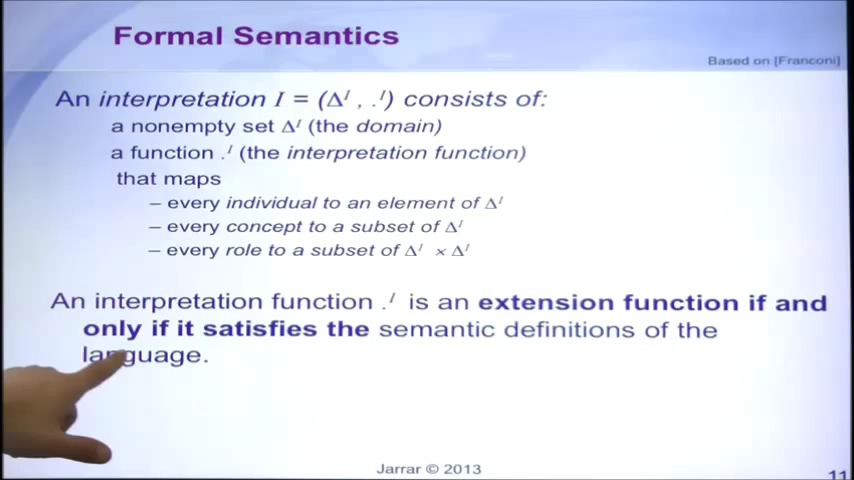 Formal Semantics
Based on [Franconi]
An interpretation I = (Δᴵ , .ᴵ) consists of:
a nonempty set Δᴵ (the domain)
a function .ᴵ (the interpretation function)
that maps
– every individual to an element of Δᴵ
– every concept to a subset of Δᴵ
– every role to a subset of Δᴵ × Δᴵ
An interpretation function .ᴵ is an extension function if and
only if it satisfies the semantic definitions of the
language.
Jarrar © 2013
11